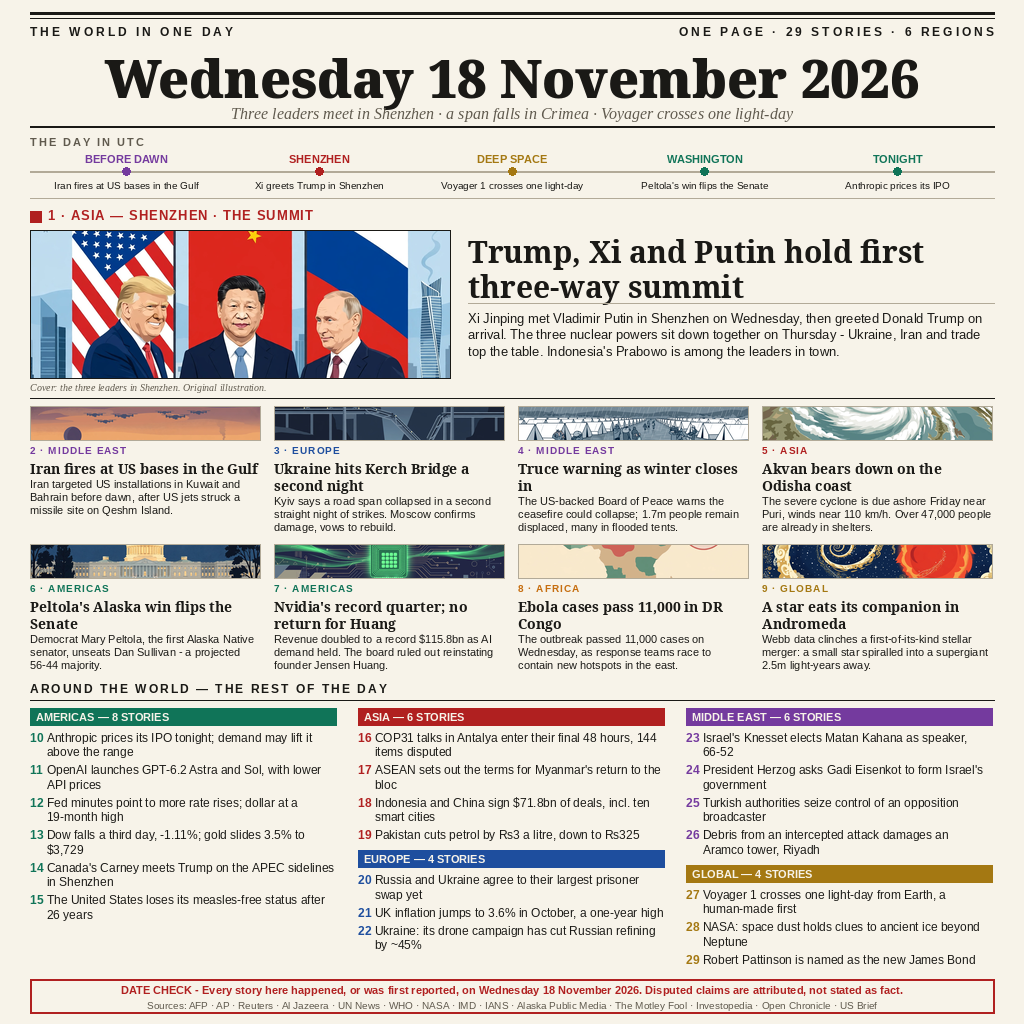 THE WORLD IN ONE DAY
ONE PAGE · 29 STORIES · 6 REGIONS
Wednesday 18 November 2026
Three leaders meet in Shenzhen · a span falls in Crimea · Voyager crosses one light-day
THE DAY IN UTC
BEFORE DAWN
SHENZHEN
DEEP SPACE
WASHINGTON
TONIGHT
Iran fires at US bases in the Gulf
Xi greets Trump in Shenzhen
Voyager 1 crosses one light-day
Peltola's win flips the Senate
Anthropic prices its IPO
1 · ASIA — SHENZHEN · THE SUMMIT
Trump, Xi and Putin hold first
three-way summit
Xi Jinping met Vladimir Putin in Shenzhen on Wednesday, then greeted Donald Trump on
arrival. The three nuclear powers sit down together on Thursday - Ukraine, Iran and trade
top the table. Indonesia's Prabowo is among the leaders in town.
Cover: the three leaders in Shenzhen. Original illustration.
2 · MIDDLE EAST
Iran fires at US bases in the Gulf
Iran targeted US installations in Kuwait and
Bahrain before dawn, after US jets struck a
missile site on Qeshm Island.
3 · EUROPE
Ukraine hits Kerch Bridge a
second night
Kyiv says a road span collapsed in a second
straight night of strikes. Moscow confirms
damage, vows to rebuild.
4 · MIDDLE EAST
Truce warning as winter closes
in
The US-backed Board of Peace warns the
ceasefire could collapse; 1.7m people remain
displaced, many in flooded tents.
5 · ASIA
Akvan bears down on the
Odisha coast
The severe cyclone is due ashore Friday near
Puri, winds near 110 km/h. Over 47,000 people
are already in shelters.
6 · AMERICAS
Peltola's Alaska win flips the
Senate
Democrat Mary Peltola, the first Alaska Native
senator, unseats Dan Sullivan - a projected
56-44 majority.
7 · AMERICAS
Nvidia's record quarter; no
return for Huang
Revenue doubled to a record $115.8bn as AI
demand held. The board ruled out reinstating
founder Jensen Huang.
8 · AFRICA
Ebola cases pass 11,000 in DR
Congo
The outbreak passed 11,000 cases on
Wednesday, as response teams race to
contain new hotspots in the east.
9 · GLOBAL
A star eats its companion in
Andromeda
Webb data clinches a first-of-its-kind stellar
merger: a small star spiralled into a supergiant
2.5m light-years away.
AROUND THE WORLD — THE REST OF THE DAY
AMERICAS — 8 STORIES
10 Anthropic prices its IPO tonight; demand may lift it
above the range
11 OpenAI launches GPT-6.2 Astra and Sol, with lower
API prices
12 Fed minutes point to more rate rises; dollar at a
19-month high
13 Dow falls a third day, -1.11%; gold slides 3.5% to
$3,729
14 Canada's Carney meets Trump on the APEC sidelines
in Shenzhen
15 The United States loses its measles-free status after
26 years
ASIA — 6 STORIES
16 COP31 talks in Antalya enter their final 48 hours, 144
items disputed
17 ASEAN sets out the terms for Myanmar's return to the
bloc
18 Indonesia and China sign $71.8bn of deals, incl. ten
smart cities
19 Pakistan cuts petrol by Rs3 a litre, down to Rs325
EUROPE — 4 STORIES
20 Russia and Ukraine agree to their largest prisoner
swap yet
21 UK inflation jumps to 3.6% in October, a one-year high
22 Ukraine: its drone campaign has cut Russian refining
by ~45%
MIDDLE EAST — 6 STORIES
23 Israel's Knesset elects Matan Kahana as speaker,
66-52
24 President Herzog asks Gadi Eisenkot to form Israel's
government
25 Turkish authorities seize control of an opposition
broadcaster
26 Debris from an intercepted attack damages an
Aramco tower, Riyadh
GLOBAL — 4 STORIES
27 Voyager 1 crosses one light-day from Earth, a
human-made first
28 NASA: space dust holds clues to ancient ice beyond
Neptune
29 Robert Pattinson is named as the new James Bond
DATE CHECK - Every story here happened, or was first reported, on Wednesday 18 November 2026. Disputed claims are attributed, not stated as fact.
Sources: AFP · AP · Reuters · Al Jazeera · UN News · WHO · NASA · IMD · IANS · Alaska Public Media · The Motley Fool · Investopedia · Open Chronicle · US Brief